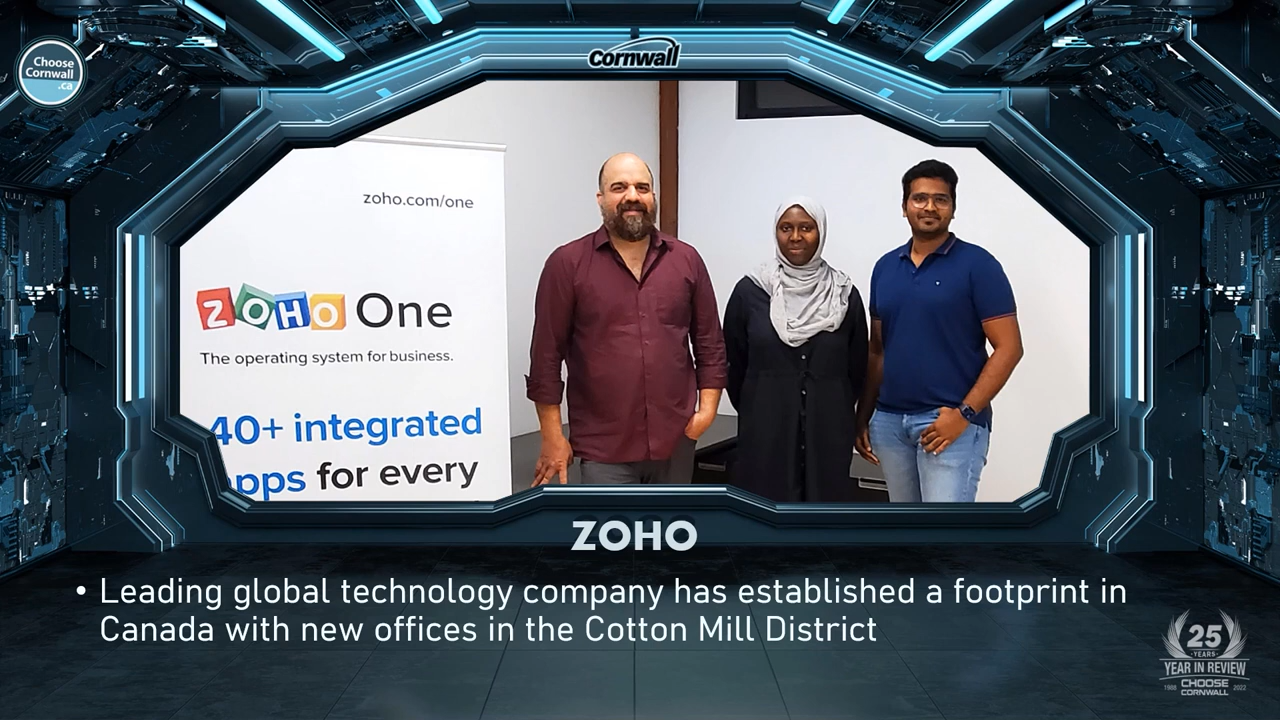 Choose
Cornwall
.ca
Cornwall
zoho.com/one
ZOHO One
The operating system for business.
40+ integrated
apps for every
ZOHO
• Leading global technology company has established a footprint in
Canada with new offices in the Cotton Mill District
25
YEARS
YEAR IN REVIEW
1998 2022
CHOOSE
CORNWALL